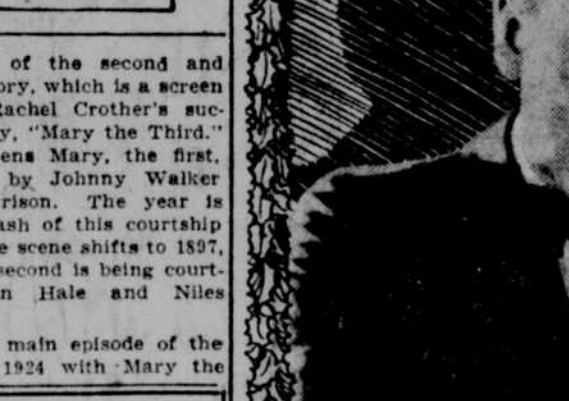 of the second and
ory, which is a screen
Rachel Crother's suc-
y, "Mary the Third."
ens Mary, the first,
by Johnny Walker
rison. The year is
ash of this courtship
e scene shifts to 1897,
second is being court-
n Hale and Niles
main episode of the
1924 with Mary the